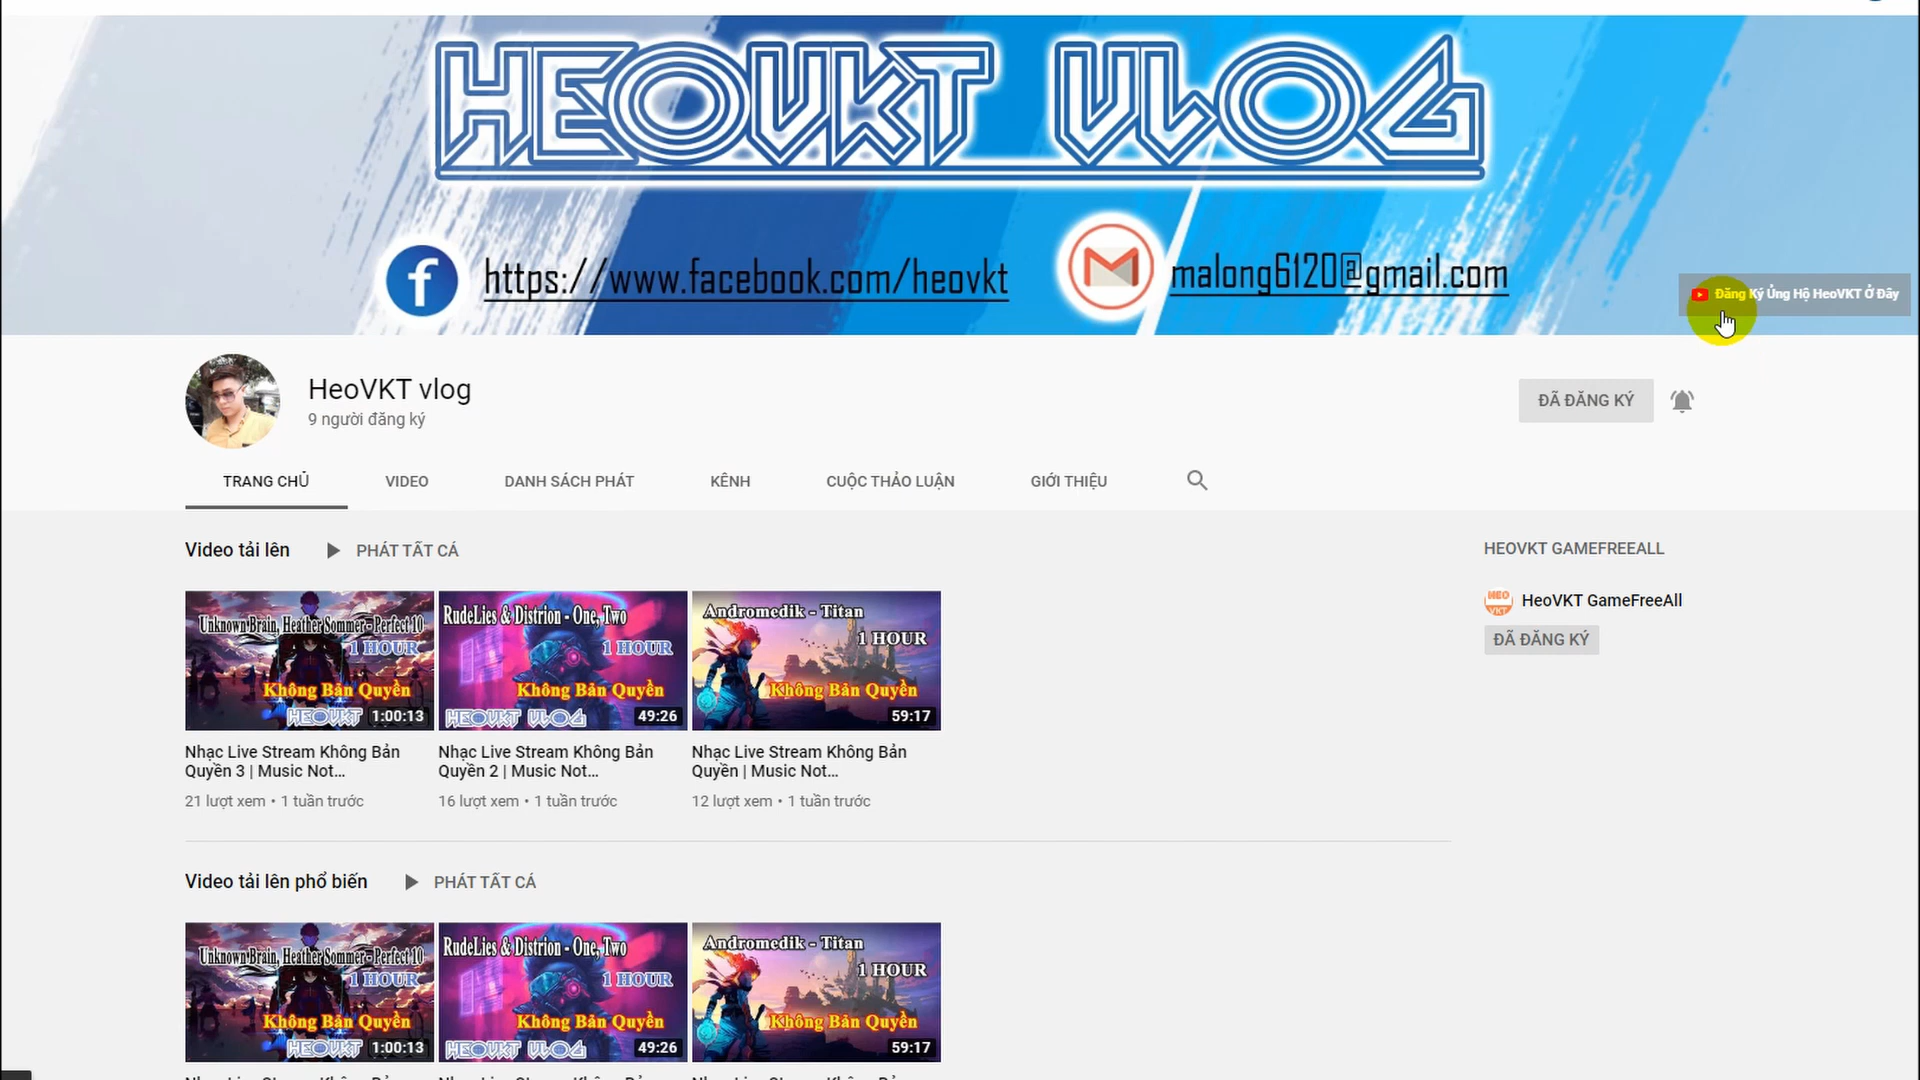 HEOVKT VLOG
https://www.facebook.com/heovkt
malong6120@gmail.com
Đăng Ký Ủng Hộ HeoVKT Ở Đây
HeoVKT vlog
9 người đăng ký
ĐÃ ĐĂNG KÝ
TRANG CHỦ
VIDEO
DANH SÁCH PHÁT
KÊNH
CUỘC THẢO LUẬN
GIỚI THIỆU
Video tải lên
PHÁT TẤT CẢ
HEOVKT GAMEFREEALL
HEO
VKT
HeoVKT GameFreeAll
ĐÃ ĐĂNG KÝ
Unknown Brain, Heather Sommer - Perfect 10
1 HOUR
Không Bản Quyền
HEOVKT
1:00:13
RudeLies & Distrion - One, Two
1 HOUR
Không Bản Quyền
HEOVKT VLOG
49:26
Andromedik - Titan
1 HOUR
Không Bản Quyền
59:17
Nhạc Live Stream Không Bản
Quyền 3 | Music Not...
21 lượt xem • 1 tuần trước
Nhạc Live Stream Không Bản
Quyền 2 | Music Not...
16 lượt xem • 1 tuần trước
Nhạc Live Stream Không Bản
Quyền | Music Not...
12 lượt xem • 1 tuần trước
Video tải lên phổ biến
PHÁT TẤT CẢ
Unknown Brain, Heather Sommer - Perfect 10
1 HOUR
Không Bản Quyền
HEOVKT
1:00:13
RudeLies & Distrion - One, Two
1 HOUR
Không Bản Quyền
HEOVKT VLOG
49:26
Andromedik - Titan
1 HOUR
Không Bản Quyền
59:17